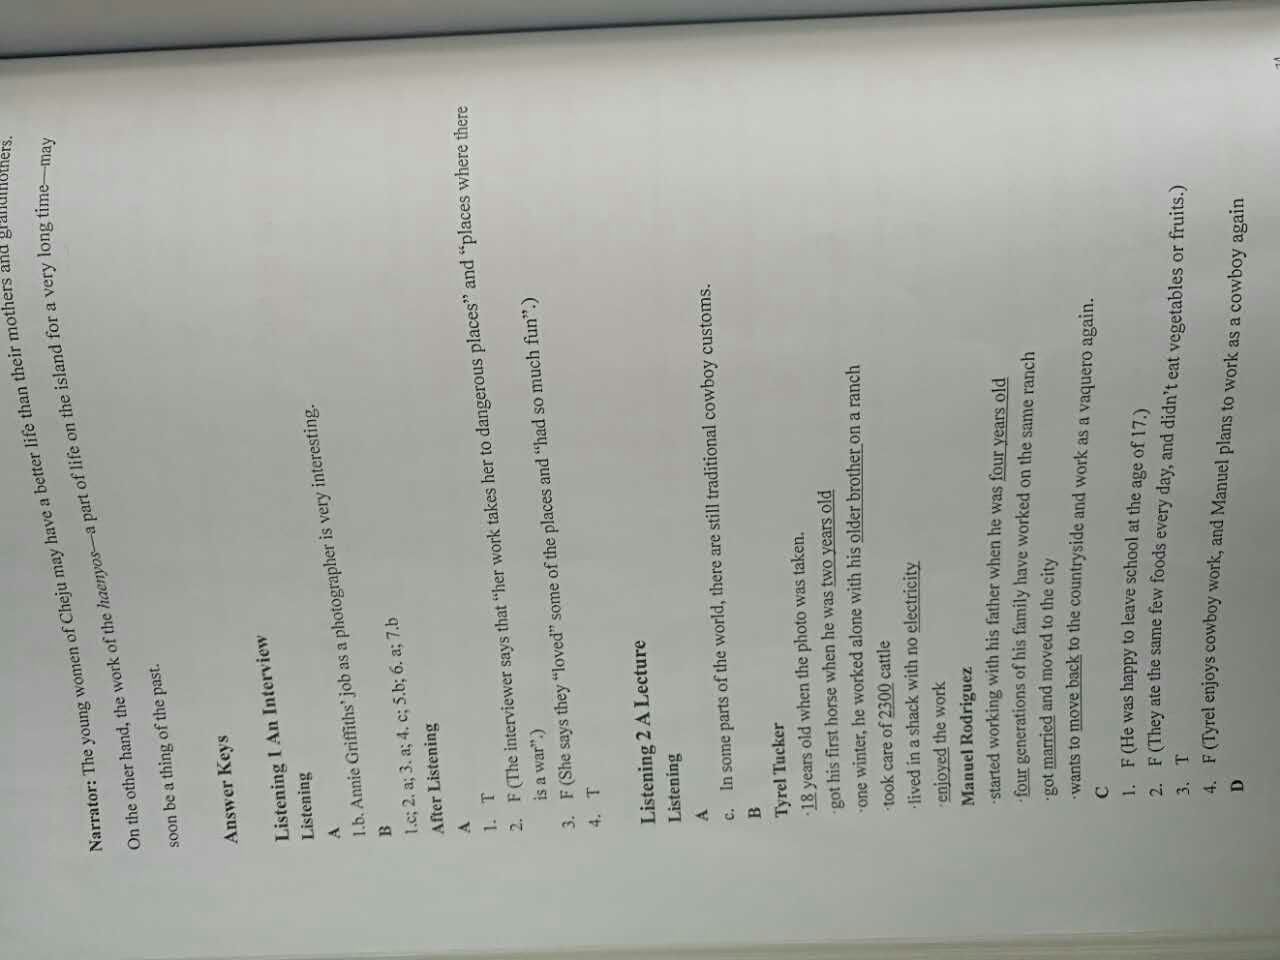 Narrator: The young women of Cheju may have a better life than their mothers and grandmothers.
On the other hand, the work of the haenyos—a part of life on the island for a very long time—may
soon be a thing of the past.
Answer Keys
Listening 1 An Interview
Listening
A
1.b. Annie Griffiths' job as a photographer is very interesting.
B
1.c; 2. a; 3. a; 4. c; 5.b; 6. a; 7.b
After Listening
A
1. T
2. F (The interviewer says that “her work takes her to dangerous places” and “places where there
is a war”.)
3. F (She says they “loved” some of the places and “had so much fun”.)
4. T
Listening 2 A Lecture
Listening
A
c. In some parts of the world, there are still traditional cowboy customs.
B
Tyrel Tucker
·18 years old when the photo was taken.
·got his first horse when he was two years old
·one winter, he worked alone with his older brother on a ranch
·took care of 2300 cattle
·lived in a shack with no electricity
·enjoyed the work
Manuel Rodriguez
·started working with his father when he was four years old
·four generations of his family have worked on the same ranch
·got married and moved to the city
·wants to move back to the countryside and work as a vaquero again.
C
1. F (He was happy to leave school at the age of 17.)
2. F (They ate the same few foods every day, and didn't eat vegetables or fruits.)
3. T
4. F (Tyrel enjoys cowboy work, and Manuel plans to work as a cowboy again
D